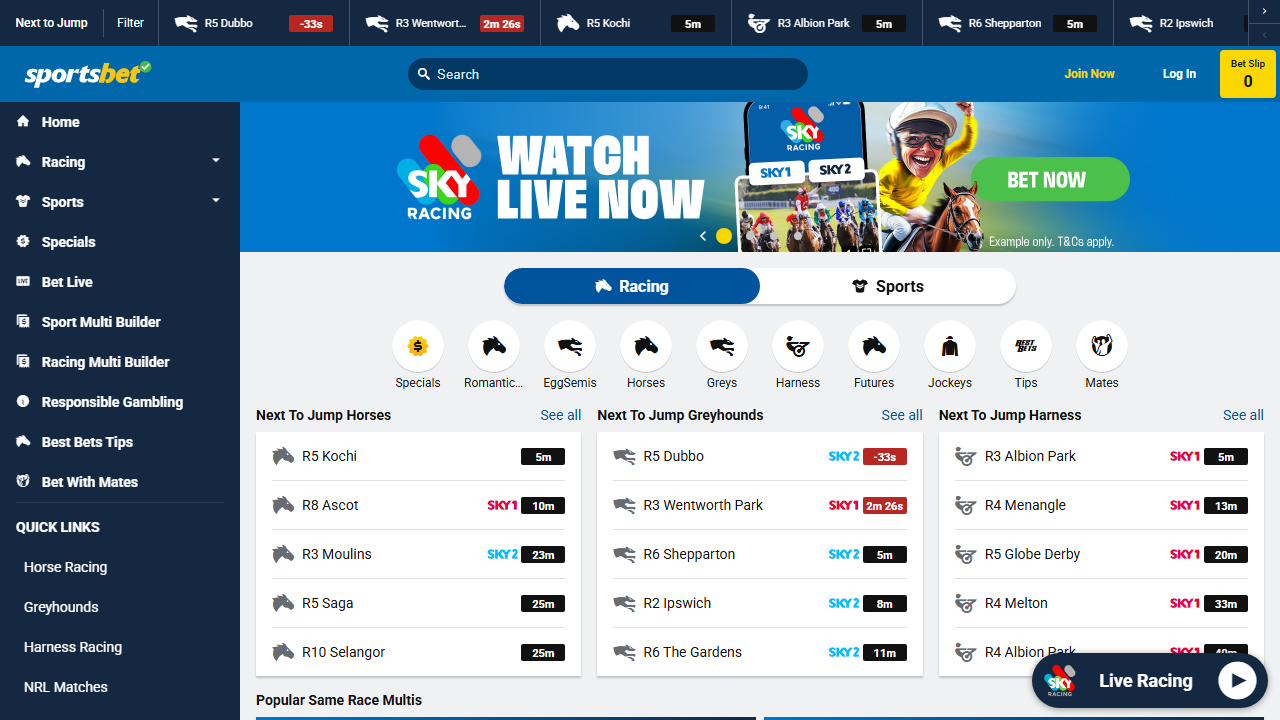 Next to Jump
Filter
R5 Dubbo
-33s
R3 Wentwort...
2m 26s
R5 Kochi
5m
R3 Albion Park
5m
R6 Shepparton
5m
R2 Ipswich
sportsbet
Search
Join Now
Log In
Bet Slip
0
Home
Racing
Sports
Specials
Bet Live
Sport Multi Builder
Racing Multi Builder
Responsible Gambling
Best Bets Tips
Bet With Mates
QUICK LINKS
Horse Racing
Greyhounds
Harness Racing
NRL Matches
SKY
RACING
WATCH
LIVE NOW
9:41
SKY
RACING
SKY1
SKY2
BET NOW
Example only. T&Cs apply.
Racing
Sports
BEST
BETS
Specials
Romantic...
EggSemis
Horses
Greys
Harness
Futures
Jockeys
Tips
Mates
Next To Jump Horses
See all
R5 Kochi
5m
R8 Ascot
SKY1
10m
R3 Moulins
SKY2
23m
R5 Saga
25m
R10 Selangor
25m
Next To Jump Greyhounds
See all
R5 Dubbo
SKY2
-33s
R3 Wentworth Park
SKY1
2m 26s
R6 Shepparton
SKY2
5m
R2 Ipswich
SKY2
8m
R6 The Gardens
SKY2
11m
Next To Jump Harness
See all
R3 Albion Park
SKY1
5m
R4 Menangle
SKY1
13m
R5 Globe Derby
SKY1
20m
R4 Melton
SKY1
33m
R4 Albion Park
SKY1
40m
SKY
RACING
Live Racing
Popular Same Race Multis